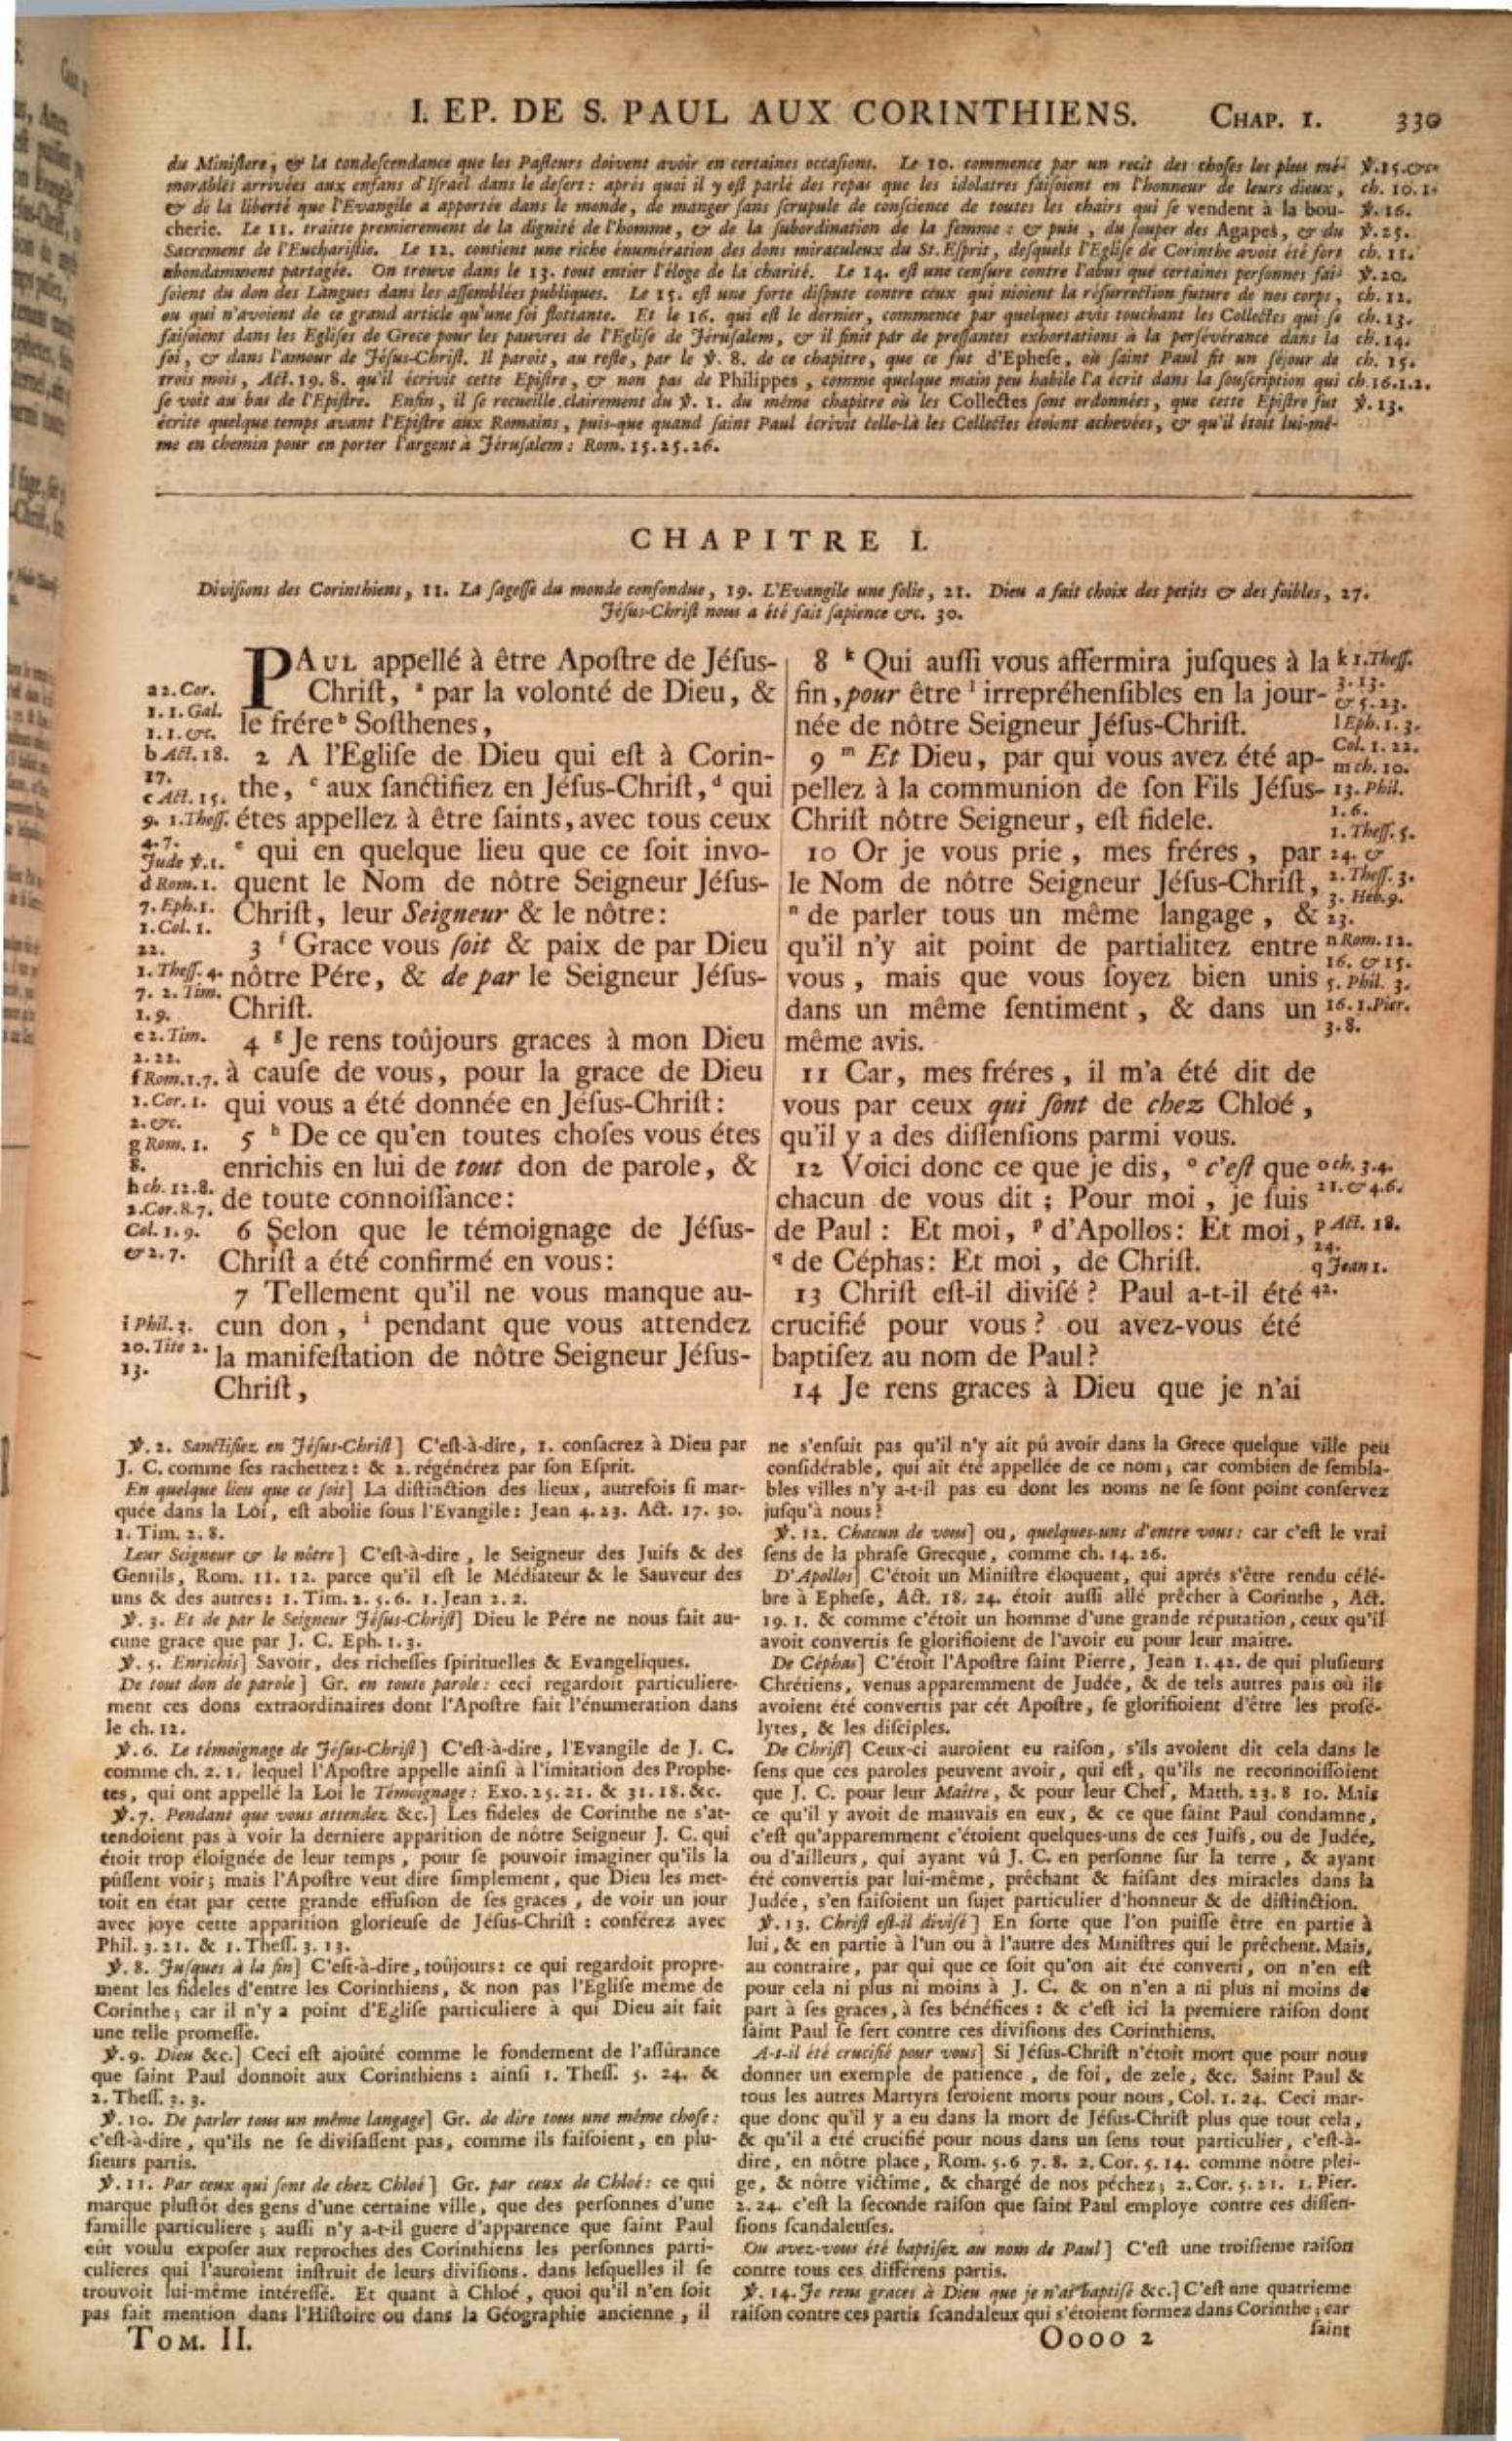 I. EP. DE S. PAUL AUX CORINTHIENS. CHAP. I. 330
du Ministere, & la condescendance que les Pasteurs doivent avoir en certaines occasions. Le 10. commence par un recit des choses les plus mé-
morables arrivées aux enfans d'Israël dans le desert: aprés quoi il y est parlé des repas que les idolatres faisoient en l'honneur de leurs dieux,
& de la liberté que l'Evangile a apportée dans le monde, de manger sans scrupule de conscience de toutes les chairs qui se vendent à la bou-
cherie. Le 11. traitte premierement de la dignité de l'homme, & de la subordination de la femme: & puis, du souper des Agapes, & du
Sacrement de l'Eucharistie. Le 12. contient une riche énumération des dons miraculeux du St. Esprit, desquels l'Eglise de Corinthe avoit été fort
abondamment partagée. On trouve dans le 13. tout entier l'éloge de la charité. Le 14. est une censure contre l'abus que certaines personnes fai-
soient du don des Langues dans les assemblées publiques. Le 15. est une forte dispute contre ceux qui nioient la résurrection future de nos corps,
ou qui n'avoient de ce grand article qu'une foi flottante. Et le 16. qui est le dernier, commence par quelques avis touchant les Collectes qui se
faisoient dans les Eglises de Grece pour les pauvres de l'Eglise de Jérusalem, & il finit par de pressantes exhortations à la persévérance dans la
foi, & dans l'amour de Jésus-Christ. Il paroit, au reste, par le ℣. 8. de ce chapitre, que ce fut d'Ephese, où saint Paul fit un séjour de
trois mois, Act. 19. 8. qu'il écrivit cette Epistre, & non pas de Philippes, comme quelque main peu habile l'a écrit dans la souscription qui
se voit au bas de l'Epistre. Enfin, il se recueille clairement du ℣. 1. du même chapitre où les Collectes sont ordonnées, que cette Epistre fut
écrite quelque temps avant l'Epistre aux Romains, puis-que quand saint Paul écrivit celle-là les Collectes étoient achevées, & qu'il étoit lui-mê-
me en chemin pour en porter l'argent à Jérusalem: Rom. 15. 25. 26.
℣. 15. &c.
ch. 10. 1.
℣. 16.
℣. 25.
ch. 11.
℣. 20.
ch. 12.
ch. 13.
ch. 14.
ch. 15.
ch. 16. 1. 2.
℣. 13.
CHAPITRE I.
Divisions des Corinthiens, 11. La sagesse du monde confondue, 19. L'Evangile une folie, 21. Dieu a fait choix des petits & des foibles, 27.
Jésus-Christ nous a été fait sapience &c. 30.
PAUL appellé à être Apostre de Jésus-
Christ, a par la volonté de Dieu, &
le frére b Sosthenes,
2 A l'Eglise de Dieu qui est à Corin-
the, c aux sanctifiez en Jésus-Christ, d qui
étes appellez à être saints, avec tous ceux
e qui en quelque lieu que ce soit invo-
quent le Nom de nôtre Seigneur Jésus-
Christ, leur Seigneur & le nôtre:
3 f Grace vous soit & paix de par Dieu
nôtre Pére, & de par le Seigneur Jésus-
Christ.
4 g Je rens toûjours graces à mon Dieu
à cause de vous, pour la grace de Dieu
qui vous a été donnée en Jésus-Christ:
5 h De ce qu'en toutes choses vous étes
enrichis en lui de tout don de parole, &
de toute connoissance:
6 Selon que le témoignage de Jésus-
Christ a été confirmé en vous:
7 Tellement qu'il ne vous manque au-
cun don, i pendant que vous attendez
la manifestation de nôtre Seigneur Jésus-
Christ,
a 2. Cor.
1. 1. Gal.
1. 1. &c.
b Act. 18.
17.
c Act. 15.
9. 1. Thess.
4. 7.
Jude ℣. 1.
d Rom. 1.
7. Eph. 1.
1. Col. 1.
22.
1. Thess. 4.
7. 2. Tim.
1. 9.
e 2. Tim.
2. 22.
f Rom. 1. 7.
2. Cor. 1.
2. &c.
g Rom. 1.
8.
h ch. 12. 8.
2. Cor. 8. 7.
Col. 1. 9.
& 2. 7.
i Phil. 3.
20. Tite 2.
13.
8 k Qui aussi vous affermira jusques à la
fin, pour être l irrepréhensibles en la jour-
née de nôtre Seigneur Jésus-Christ.
9 m Et Dieu, par qui vous avez été ap-
pellez à la communion de son Fils Jésus-
Christ nôtre Seigneur, est fidele.
10 Or je vous prie, mes fréres, par
le Nom de nôtre Seigneur Jésus-Christ,
n de parler tous un même langage, &
qu'il n'y ait point de partialitez entre
vous, mais que vous soyez bien unis
dans un même sentiment, & dans un
même avis.
11 Car, mes fréres, il m'a été dit de
vous par ceux qui sont de chez Chloé,
qu'il y a des dissensions parmi vous.
12 Voici donc ce que je dis, o c'est que
chacun de vous dit; Pour moi, je suis
de Paul: Et moi, p d'Apollos: Et moi,
q de Céphas: Et moi, de Christ.
13 Christ est-il divisé? Paul a-t-il été
crucifié pour vous? ou avez-vous été
baptisez au nom de Paul?
14 Je rens graces à Dieu que je n'ai
k 1. Thess.
3. 13.
& 5. 23.
l Eph. 1. 3.
Col. 1. 22.
m ch. 10.
13. Phil.
1. 6.
1. Thess. 5.
24. &
2. Thess. 3.
3. Heb. 9.
23.
n Rom. 12.
16. & 15.
5. Phil. 3.
16. 1. Pier.
3. 8.
o ch. 3. 4.
21. & 4. 6.
p Act. 18.
24.
q Jean 1.
42.
℣. 2. Sanctifiez en Jésus-Christ] C'est-à-dire, 1. consacrez à Dieu par
J. C. comme ses rachettez: & 2. régénérez par son Esprit.
En quelque lieu que ce soit] La distinction des lieux, autrefois si mar-
quée dans la Loi, est abolie sous l'Evangile: Jean 4. 23. Act. 17. 30.
1. Tim. 2. 8.
Leur Seigneur & le nôtre] C'est-à-dire, le Seigneur des Juifs & des
Gentils, Rom. 11. 12. parce qu'il est le Médiateur & le Sauveur des
uns & des autres: 1. Tim. 2. 5. 6. 1. Jean 2. 2.
℣. 3. Et de par le Seigneur Jésus-Christ] Dieu le Pére ne nous fait au-
cune grace que par J. C. Eph. 1. 3.
℣. 5. Enrichis] Savoir, des richesses spirituelles & Evangeliques.
De tout don de parole] Gr. en toute parole: ceci regardoit particuliere-
ment ces dons extraordinaires dont l'Apostre fait l'énumeration dans
le ch. 12.
℣. 6. Le témoignage de Jésus-Christ] C'est-à-dire, l'Evangile de J. C.
comme ch. 2. 1. lequel l'Apostre appelle ainsi à l'imitation des Prophe-
tes, qui ont appellé la Loi le Témoignage: Exo. 25. 21. & 31. 18. &c.
℣. 7. Pendant que vous attendez &c.] Les fideles de Corinthe ne s'at-
tendoient pas à voir la derniere apparition de nôtre Seigneur J. C. qui
étoit trop éloignée de leur temps, pour se pouvoir imaginer qu'ils la
pûssent voir; mais l'Apostre veut dire simplement, que Dieu les met-
toit en état par cette grande effusion de ses graces, de voir un jour
avec joye cette apparition glorieuse de Jésus-Christ: conférez avec
Phil. 3. 21. & 1. Thess. 3. 13.
℣. 8. Jusques à la fin] C'est-à-dire, toûjours: ce qui regardoit propre-
ment les fideles d'entre les Corinthiens, & non pas l'Eglise même de
Corinthe; car il n'y a point d'Eglise particuliere à qui Dieu ait fait
une telle promesse.
℣. 9. Dieu &c.] Ceci est ajoûté comme le fondement de l'assûrance
que saint Paul donnoit aux Corinthiens: ainsi 1. Thess. 5. 24. &
2. Thess. 3. 3.
℣. 10. De parler tous un même langage] Gr. de dire tous une même chose:
c'est-à-dire, qu'ils ne se divisassent pas, comme ils faisoient, en plu-
sieurs partis.
℣. 11. Par ceux qui sont de chez Chloé] Gr. par ceux de Chloé: ce qui
marque plustôt des gens d'une certaine ville, que des personnes d'une
famille particuliere; aussi n'y a-t-il guere d'apparence que saint Paul
eût voulu exposer aux reproches des Corinthiens les personnes parti-
culieres qui l'auroient instruit de leurs divisions, dans lesquelles il se
trouvoit lui-même intéressé. Et quant à Chloé, quoi qu'il n'en soit
pas fait mention dans l'Histoire ou dans la Géographie ancienne, il
ne s'ensuit pas qu'il n'y ait pû avoir dans la Grece quelque ville peu
considérable, qui ait été appellée de ce nom; car combien de sembla-
bles villes n'y a-t-il pas eu dont les noms ne se sont point conservez
jusqu'à nous?
℣. 12. Chacun de vous] ou, quelques-uns d'entre vous: car c'est le vrai
sens de la phrase Grecque, comme ch. 14. 26.
D'Apollos] C'étoit un Ministre éloquent, qui aprés s'être rendu célé-
bre à Ephese, Act. 18. 24. étoit aussi allé prêcher à Corinthe, Act.
19. 1. & comme c'étoit un homme d'une grande réputation, ceux qu'il
avoit convertis se glorifioient de l'avoir eu pour leur maître.
De Céphas] C'étoit l'Apostre saint Pierre, Jean 1. 42. de qui plusieurs
Chrétiens, venus apparemment de Judée, & de tels autres païs où ils
avoient été convertis par cét Apostre, se glorifioient d'être les prosé-
lytes, & les disciples.
De Christ] Ceux-ci auroient eu raison, s'ils avoient dit cela dans le
sens que ces paroles peuvent avoir, qui est, qu'ils ne reconnoissoient
que J. C. pour leur Maître, & pour leur Chef, Matth. 23. 8 10. Mais
ce qu'il y avoit de mauvais en eux, & ce que saint Paul condamne,
c'est qu'apparemment c'étoient quelques-uns de ces Juifs, ou de Judée,
ou d'ailleurs, qui ayant vû J. C. en personne sur la terre, & ayant
été convertis par lui-même, prêchant & faisant des miracles dans la
Judée, s'en faisoient un sujet particulier d'honneur & de distinction.
℣. 13. Christ est-il divisé] En sorte que l'on puisse être en partie à
lui, & en partie à l'un ou à l'autre des Ministres qui le prêchent. Mais,
au contraire, par qui que ce soit qu'on ait été converti, on n'en est
pour cela ni plus ni moins à J. C. & on n'en a ni plus ni moins de
part à ses graces, à ses bénéfices: & c'est ici la premiere raison dont
saint Paul se sert contre ces divisions des Corinthiens.
A-t-il été crucifié pour vous] Si Jésus-Christ n'étoit mort que pour nous
donner un exemple de patience, de foi, de zele, &c. Saint Paul &
tous les autres Martyrs seroient morts pour nous, Col. 1. 24. Ceci mar-
que donc qu'il y a eu dans la mort de Jésus-Christ plus que tout cela,
& qu'il a été crucifié pour nous dans un sens tout particulier, c'est-à-
dire, en nôtre place, Rom. 5. 6 7. 8. 2. Cor. 5. 14. comme nôtre plei-
ge, & nôtre victime, & chargé de nos péchez; 2. Cor. 5. 21. 1. Pier.
2. 24. c'est la seconde raison que saint Paul employe contre ces dissen-
sions scandaleuses.
Ou avez-vous été baptisez au nom de Paul] C'est une troisieme raison
contre tous ces différens partis.
℣. 14. Je rens graces à Dieu que je n'ai baptisé &c.] C'est une quatrieme
raison contre ces partis scandaleux qui s'étoient formez dans Corinthe; car
TOM. II. Oooo 2 saint